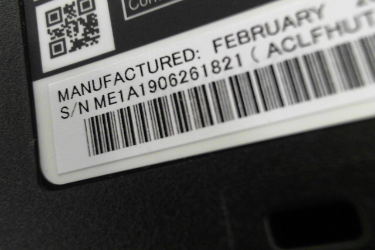 MANUFACTURED: FEBRUARY
S/N ME1A1906261821 ( ACLFHUT